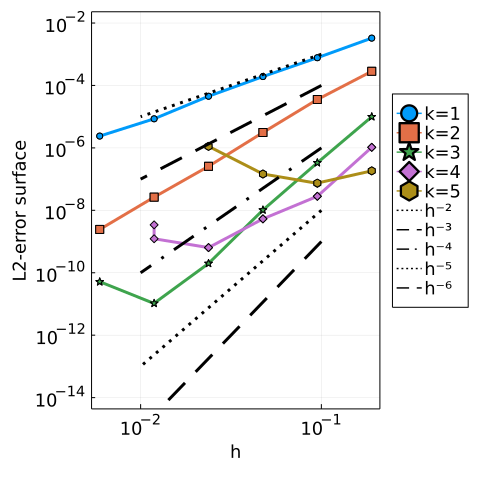 10⁻²
10⁻⁴
10⁻⁶
10⁻⁸
10⁻¹⁰
10⁻¹²
10⁻¹⁴
L2-error surface
10⁻²
10⁻¹
h
k=1
k=2
k=3
k=4
k=5
h⁻²
h⁻³
h⁻⁴
h⁻⁵
h⁻⁶